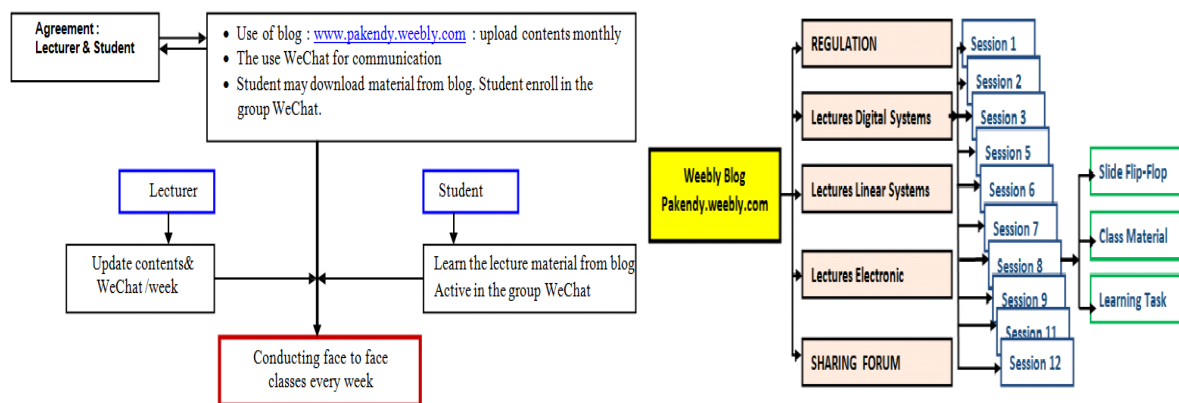 Agreement :
Lecturer & Student
• Use of blog : www.pakendy.weebly.com : upload contents monthly
• The use WeChat for communication
• Student may download material from blog. Student enroll in the
group WeChat.
Lecturer
Student
Update contents&
WeChat /week
Learn the lecture material from blog
Active in the group WeChat
Conducting face to face
classes every week
Weebly Blog
Pakendy.weebly.com
REGULATION
Lectures Digital Systems
Lectures Linear Systems
Lectures Electronic
SHARING FORUM
Session 1
Session 2
Session 3
Session 5
Session 6
Session 7
Session 8
Session 9
Session 11
Session 12
Slide Flip-Flop
Class Material
Learning Task